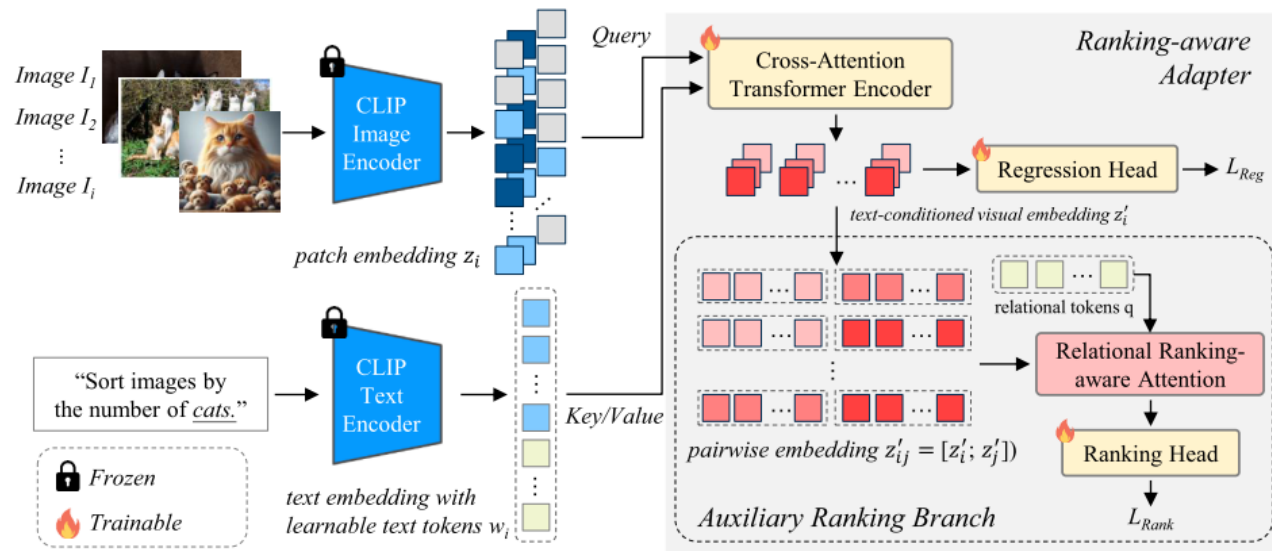 Image I₁
Image I₂
⋮
Image Iᵢ
CLIP
Image
Encoder
patch embedding zᵢ
Query
Cross-Attention
Transformer Encoder
Ranking-aware
Adapter
...
Regression Head
L_Reg
text-conditioned visual embedding z′ᵢ
“Sort images by
the number of cats.”
CLIP
Text
Encoder
Key/Value
text embedding with
learnable text tokens wᵢ
Frozen
Trainable
relational tokens q
Relational Ranking-
aware Attention
pairwise embedding z′ᵢⱼ = [z′ᵢ; z′ⱼ])
Ranking Head
Auxiliary Ranking Branch
L_Rank